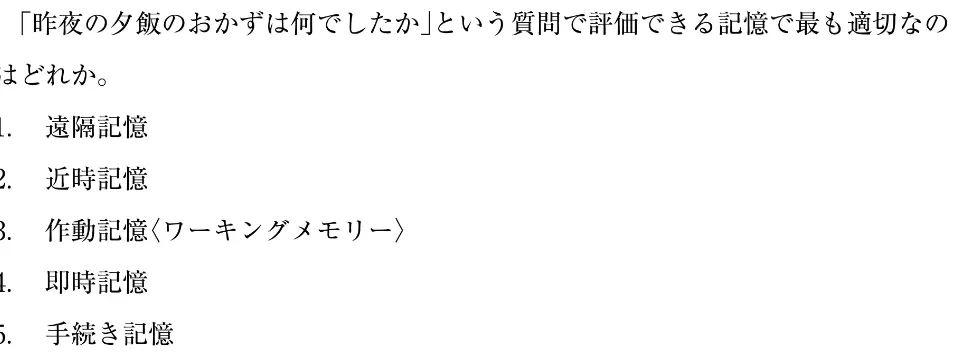 「昨夜の夕飯のおかずは何でしたか」という質問で評価できる記憶で最も適切なの
はどれか。
1. 遠隔記憶
2. 近時記憶
3. 作動記憶〈ワーキングメモリー〉
4. 即時記憶
5. 手続き記憶